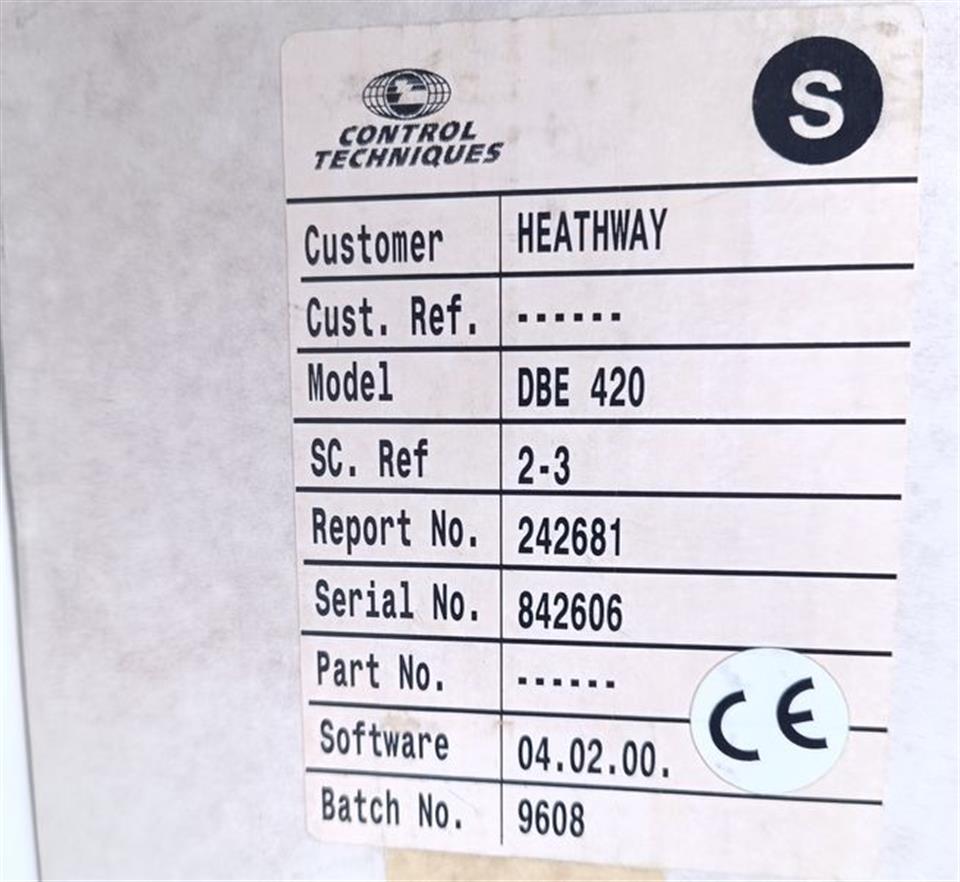 CONTROL
TECHNIQUES
S
Customer HEATHWAY
Cust. Ref. ------
Model DBE 420
SC. Ref 2-3
Report No. 242681
Serial No. 842606
Part No. ------
Software 04.02.00.
Batch No. 9608
CE